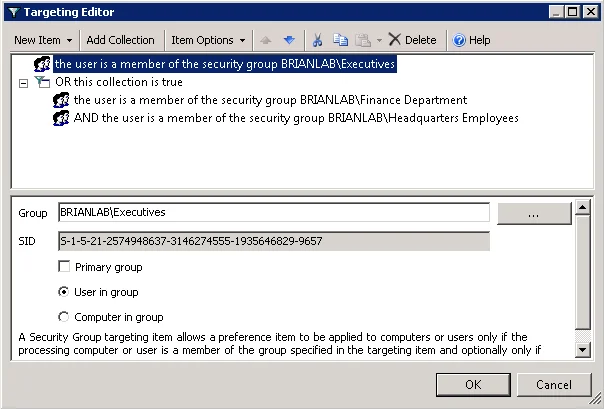 Targeting Editor
New Item Add Collection Item Options Delete Help
the user is a member of the security group BRIANLAB\Executives
OR this collection is true
the user is a member of the security group BRIANLAB\Finance Department
AND the user is a member of the security group BRIANLAB\Headquarters Employees
Group BRIANLAB\Executives ...
SID S-1-5-21-2574948637-3146274555-1935646829-9657
Primary group
User in group
Computer in group
A Security Group targeting item allows a preference item to be applied to computers or users only if the
processing computer or user is a member of the group specified in the targeting item and optionally only if
OK Cancel